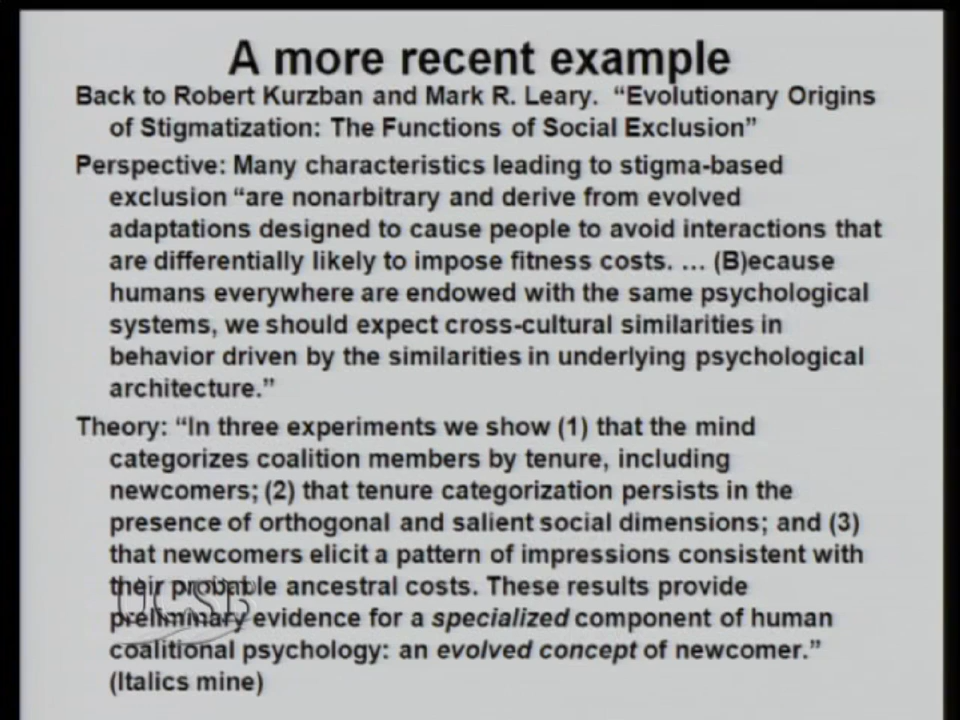 A more recent example
Back to Robert Kurzban and Mark R. Leary. “Evolutionary Origins
of Stigmatization: The Functions of Social Exclusion”
Perspective: Many characteristics leading to stigma-based
exclusion “are nonarbitrary and derive from evolved
adaptations designed to cause people to avoid interactions that
are differentially likely to impose fitness costs. … (B)ecause
humans everywhere are endowed with the same psychological
systems, we should expect cross-cultural similarities in
behavior driven by the similarities in underlying psychological
architecture.”
Theory: “In three experiments we show (1) that the mind
categorizes coalition members by tenure, including
newcomers; (2) that tenure categorization persists in the
presence of orthogonal and salient social dimensions; and (3)
that newcomers elicit a pattern of impressions consistent with
their probable ancestral costs. These results provide
preliminary evidence for a specialized component of human
coalitional psychology: an evolved concept of newcomer.”
(Italics mine)
UCSB